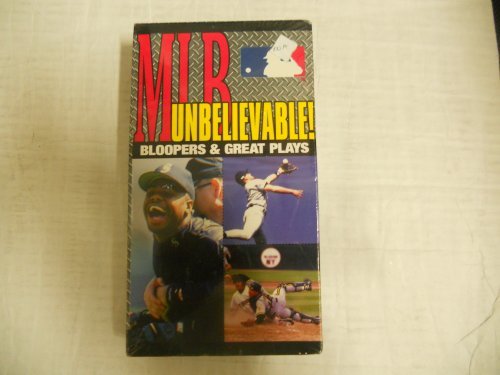 MLB
UNBELIEVABLE!
BLOOPERS & GREAT PLAYS